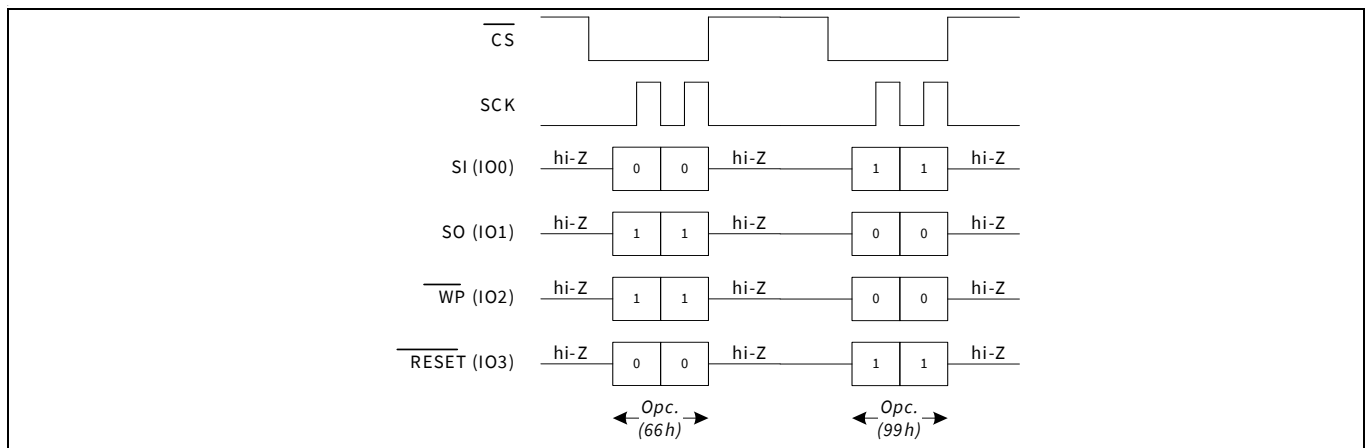 CS
SCK
SI (IO0) hi-Z 0 0 hi-Z 1 1 hi-Z
SO (IO1) hi-Z 1 1 hi-Z 0 0 hi-Z
WP (IO2) hi-Z 1 1 hi-Z 0 0 hi-Z
RESET (IO3) hi-Z 0 0 hi-Z 1 1 hi-Z
Opc. Opc.
(66h) (99h)